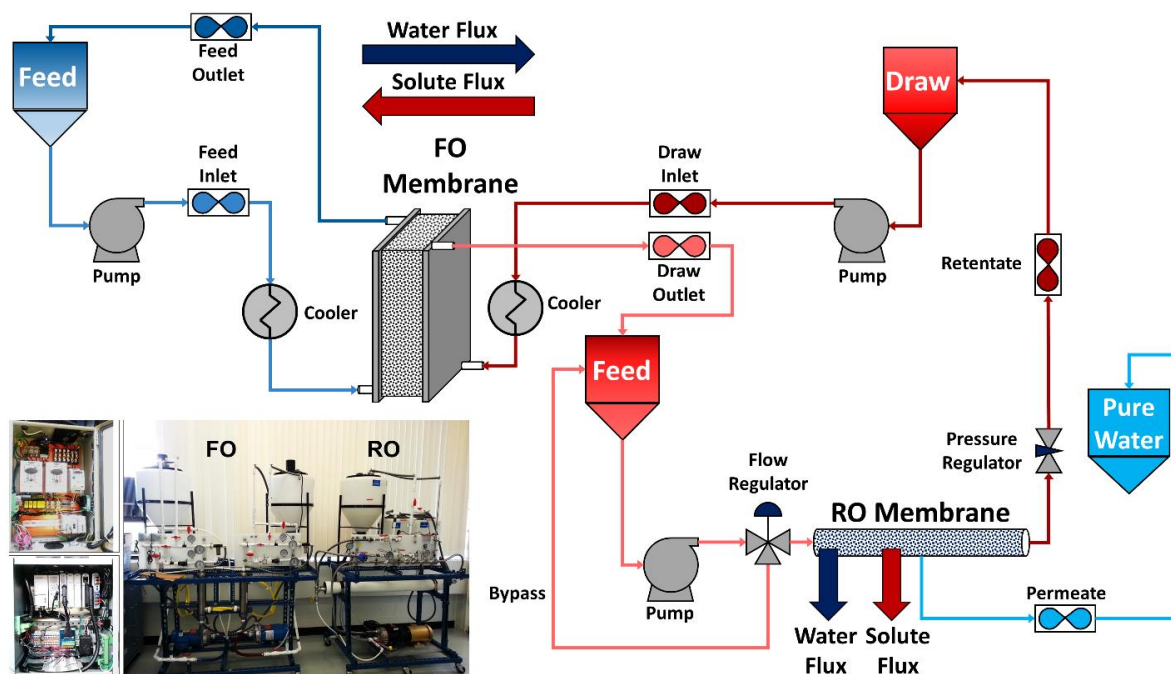 Water Flux
Feed
Outlet
Feed
Solute Flux
Draw
FO
Membrane
Feed
Inlet
Draw
Inlet
Pump
Draw
Outlet
Pump
Retentate
Cooler
Cooler
Feed
Pure
Water
FO
RO
Pressure
Regulator
Flow
Regulator
RO Membrane
Bypass
Pump
Permeate
Water
Flux
Solute
Flux